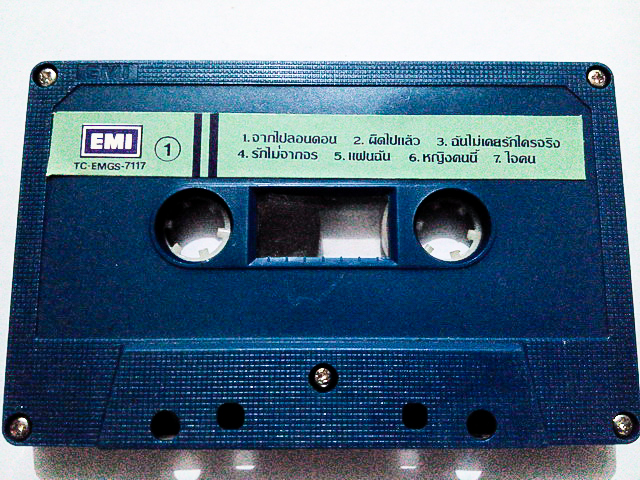 EMI
EMI
TC-EMGS-7117
1
1.จากไปลอนดอน 2. ผิดไปแล้ว 3. ฉันไม่เคยรักใครจริง
4. รักไม่จากจร 5. แฟนฉัน 6. หญิงคนนี้ 7. ใจคน